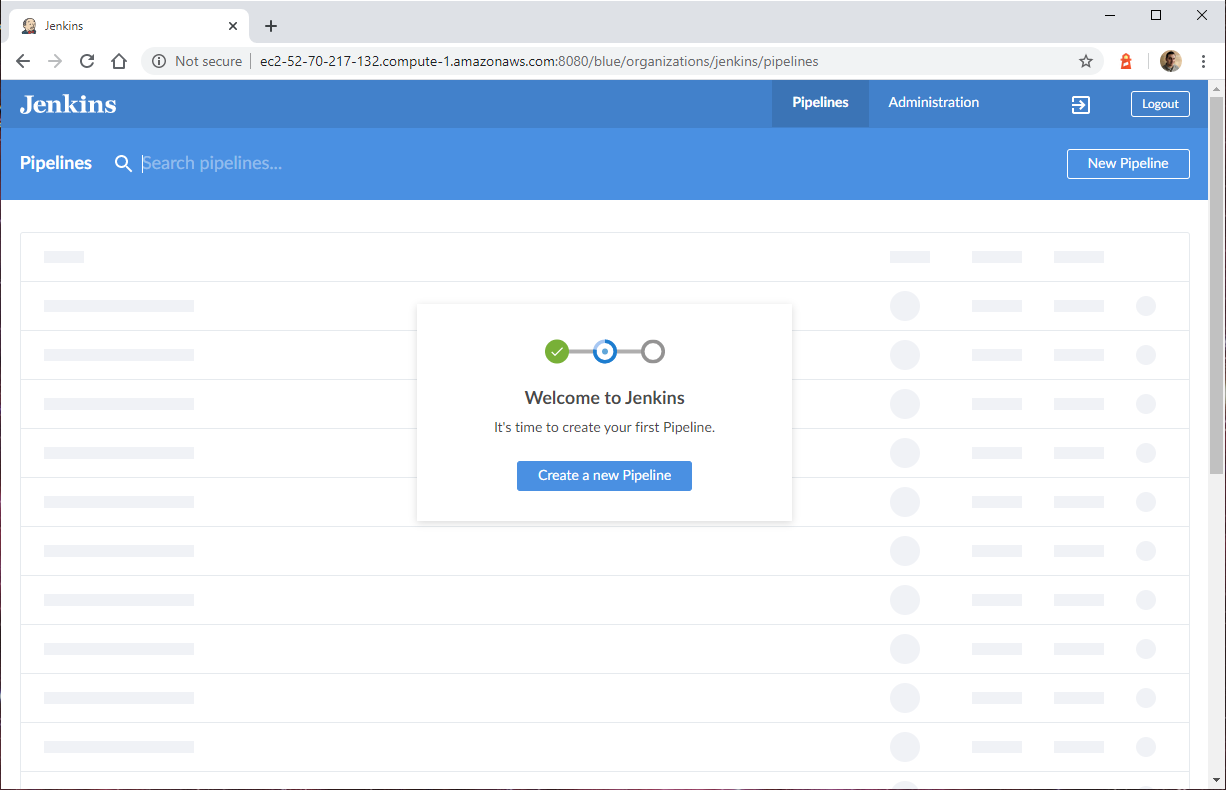 Jenkins
Not secure
ec2-52-70-217-132.compute-1.amazonaws.com:8080/blue/organizations/jenkins/pipelines
Jenkins
Pipelines
Administration
Logout
Pipelines
Search pipelines...
New Pipeline
Welcome to Jenkins
It's time to create your first Pipeline.
Create a new Pipeline